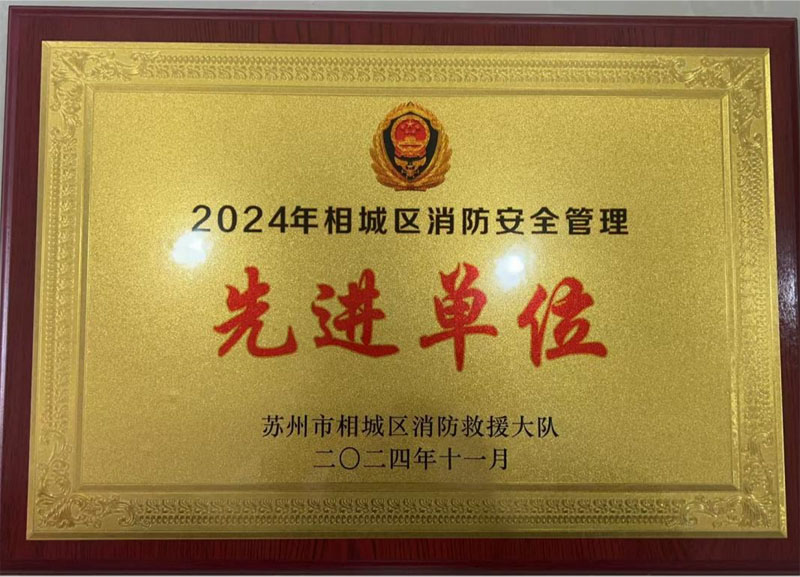 2024年相城区消防安全管理
先进单位
苏州市相城区消防救援大队
二〇二四年十一月